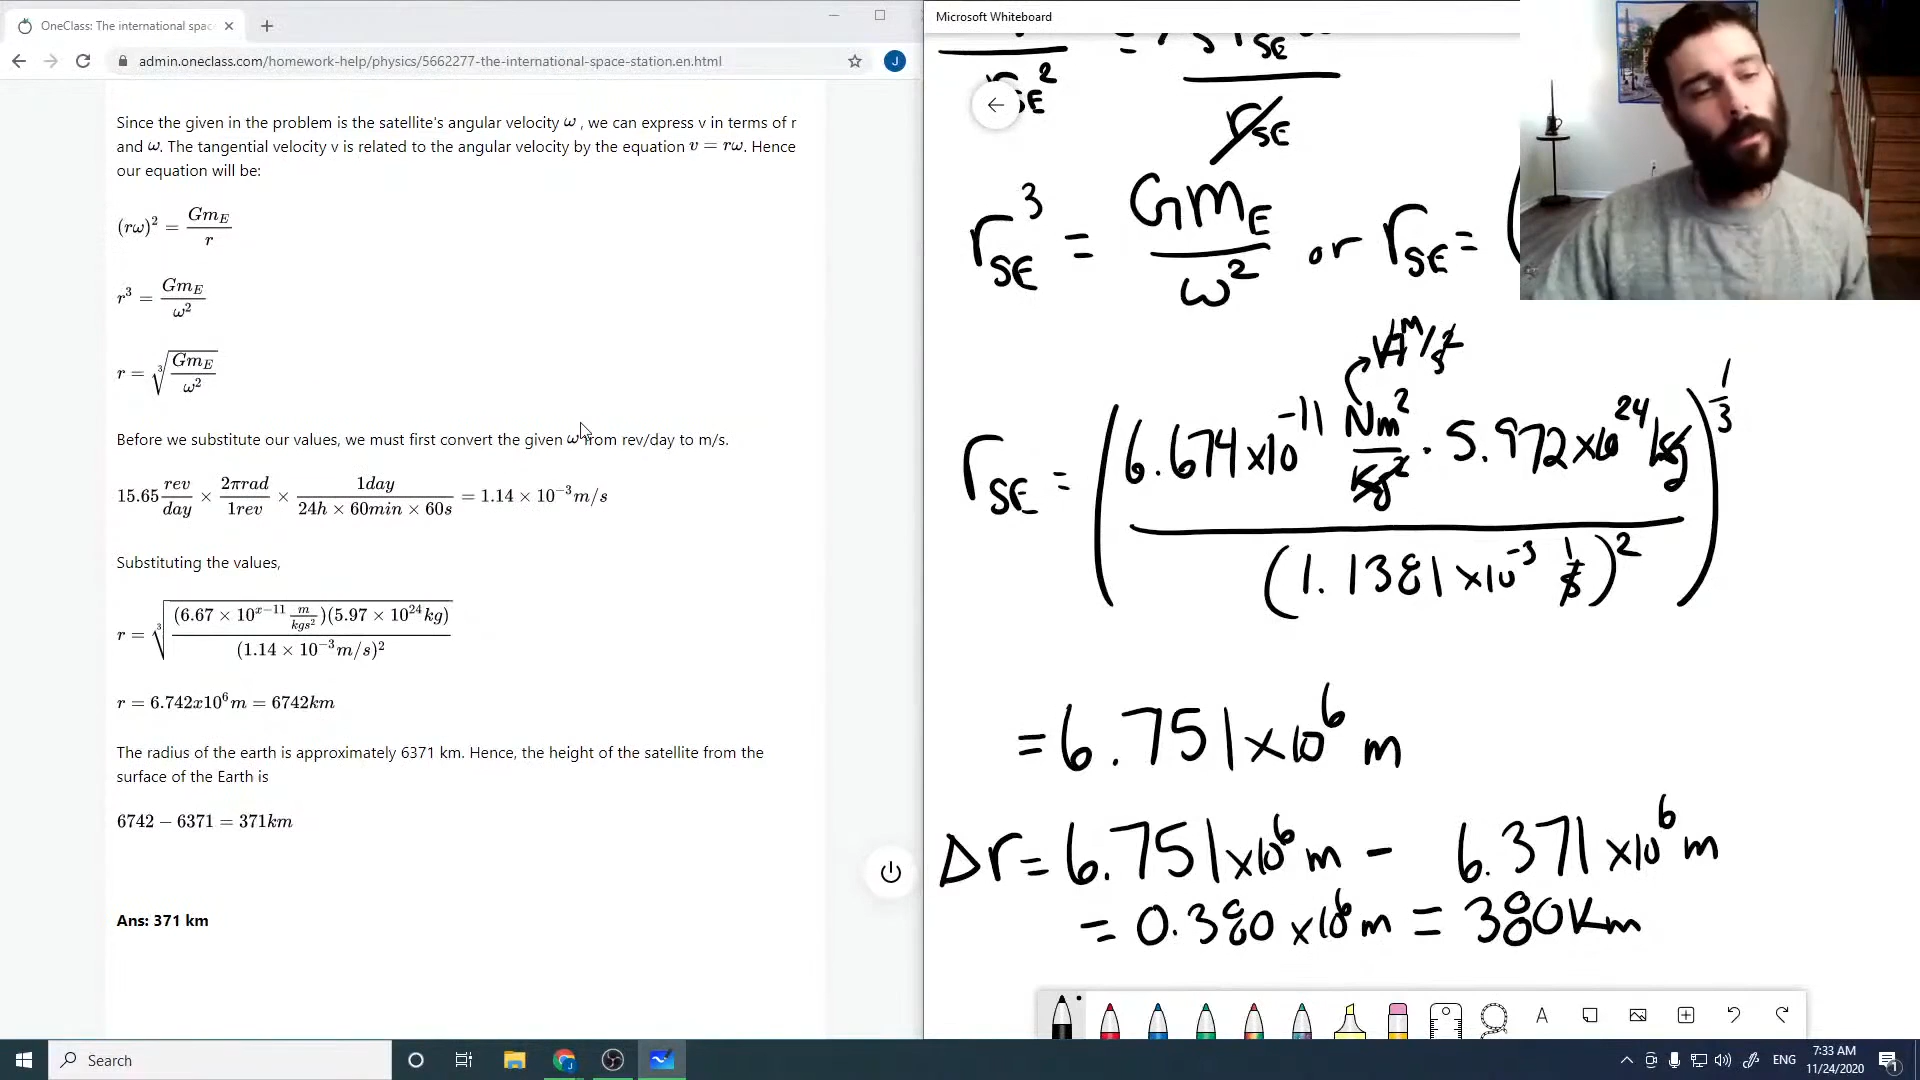 OneClass: The international spac
admin.oneclass.com/homework-help/physics/5662277-the-international-space-station.en.html
J
Since the given in the problem is the satellite's angular velocity ω , we can express v in terms of r
and ω. The tangential velocity v is related to the angular velocity by the equation v = rω. Hence
our equation will be:
(rω)² = Gm_E / r
r³ = Gm_E / ω²
r = ∛(Gm_E / ω²)
Before we substitute our values, we must first convert the given ω from rev/day to m/s.
15.65 rev/day × 2πrad/1rev × 1day/(24h × 60min × 60s) = 1.14 × 10⁻³m/s
Substituting the values,
r = ∛((6.67 × 10ˣ⁻¹¹ m/kgs²)(5.97 × 10²⁴kg) / (1.14 × 10⁻³m/s)²)
r = 6.742x10⁶m = 6742km
The radius of the earth is approximately 6371 km. Hence, the height of the satellite from the
surface of the Earth is
6742 − 6371 = 371km
Ans: 371 km
Microsoft Whiteboard
r_SE³ = Gm_E / ω² or r_SE =
kg m/s²
r_SE = (6.674×10⁻¹¹ Nm²/kg² · 5.972×10²⁴ kg / (1.1381×10⁻³ 1/s)²)^1/3
= 6.751×10⁶ m
Δr = 6.751×10⁶ m − 6.371×10⁶ m
= 0.380×10⁶ m = 380Km
Search
ENG
7:33 AM
11/24/2020
1